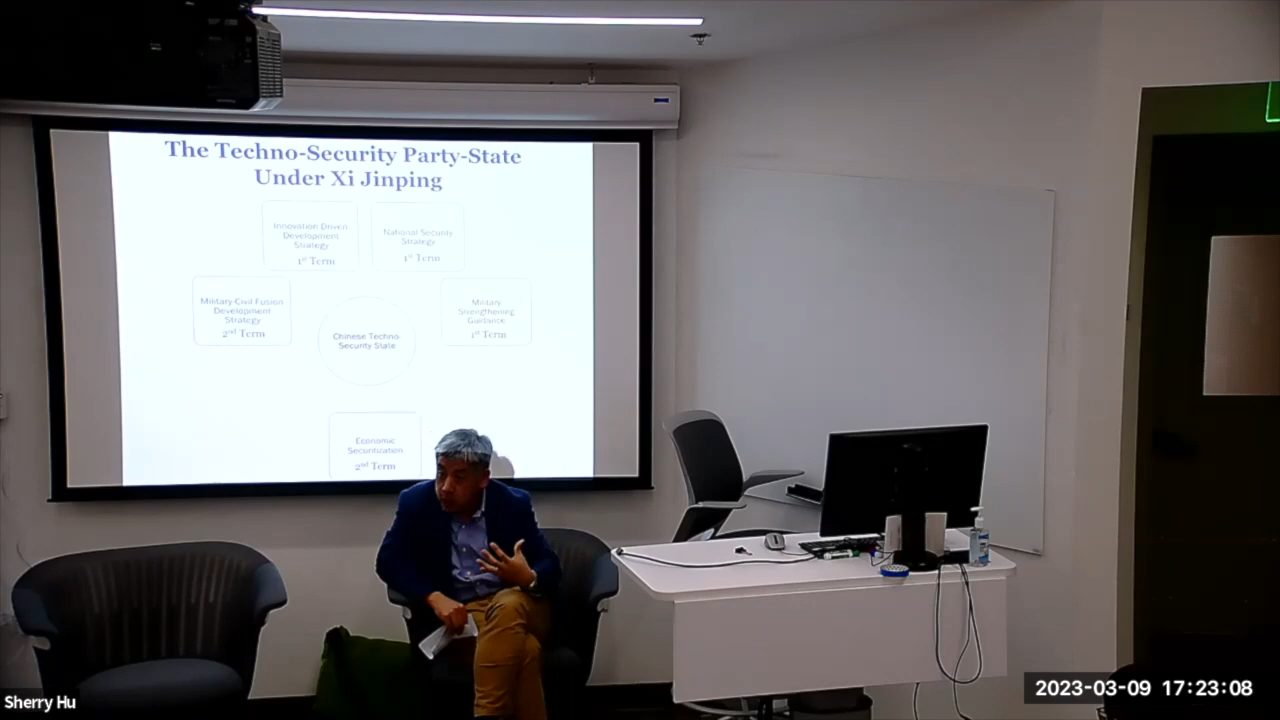 The Techno-Security Party-State
Under Xi Jinping
Innovation Driven
Development
Strategy
1st Term
National Security
Strategy
1st Term
Military-Civil Fusion
Development
Strategy
2nd Term
Military
Strengthening
Guidance
1st Term
Chinese Techno-
Security State
Economic
Securitization
2nd Term
Sherry Hu
2023-03-09 17:23:08